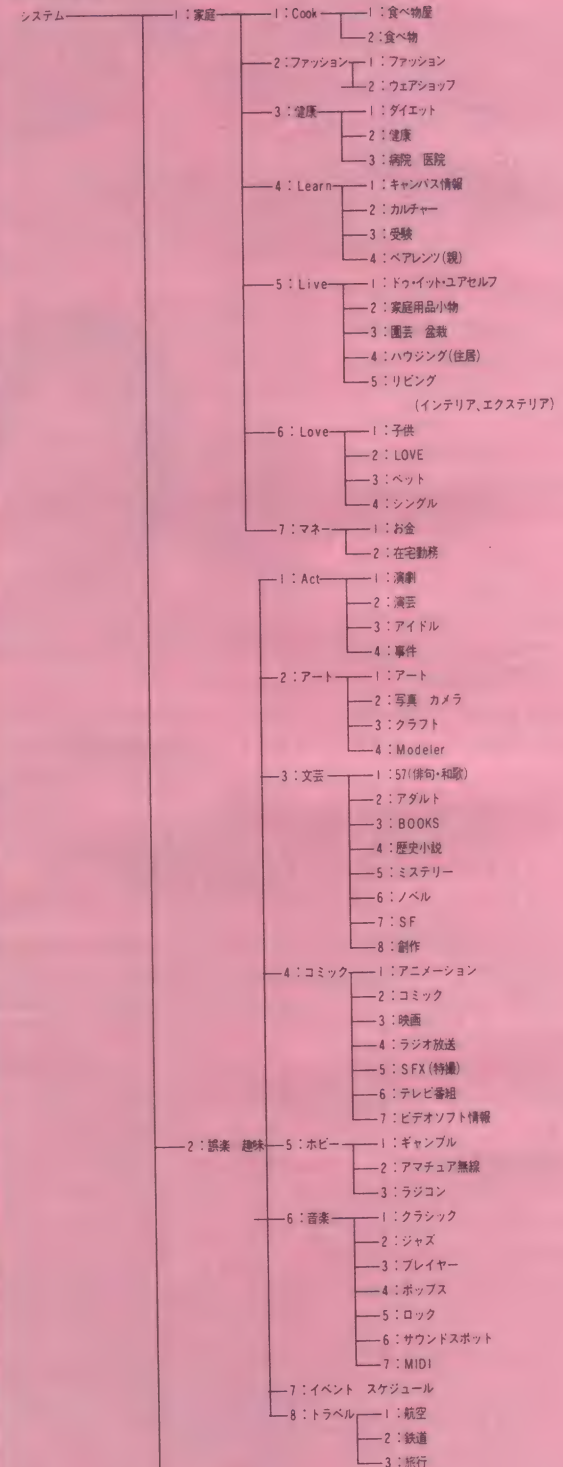 システム 1：家庭 1：Cook 1：食べ物屋
2：食べ物
2：ファッション 1：ファッション
2：ウェアショップ
3：健康 1：ダイエット
2：健康
3：病院 医院
4：Learn 1：キャンパス情報
2：カルチャー
3：受験
4：ペアレンツ(親)
5：Live 1：ドゥ・イット・ユアセルフ
2：家庭用品小物
3：園芸 盆栽
4：ハウジング(住居)
5：リビング
(インテリア、エクステリア)
6：Love 1：子供
2：LOVE
3：ペット
4：シングル
7：マネー 1：お金
2：在宅勤務
1：Act 1：演劇
2：演芸
3：アイドル
4：事件
2：アート 1：アート
2：写真 カメラ
3：クラフト
4：Modeler
3：文芸 1：57(俳句・和歌)
2：アダルト
3：BOOKS
4：歴史小説
5：ミステリー
6：ノベル
7：SF
8：創作
4：コミック 1：アニメーション
2：コミック
3：映画
4：ラジオ放送
5：SFX(特撮)
6：テレビ番組
7：ビデオソフト情報
2：誤楽 趣味 5：ホビー 1：ギャンブル
2：アマチュア無線
3：ラジコン
6：音楽 1：クラシック
2：ジャズ
3：プレイヤー
4：ポップス
5：ロック
6：サウンドスポット
7：MIDI
7：イベント スケジュール
8：トラベル 1：航空
2：鉄道
3：旅行